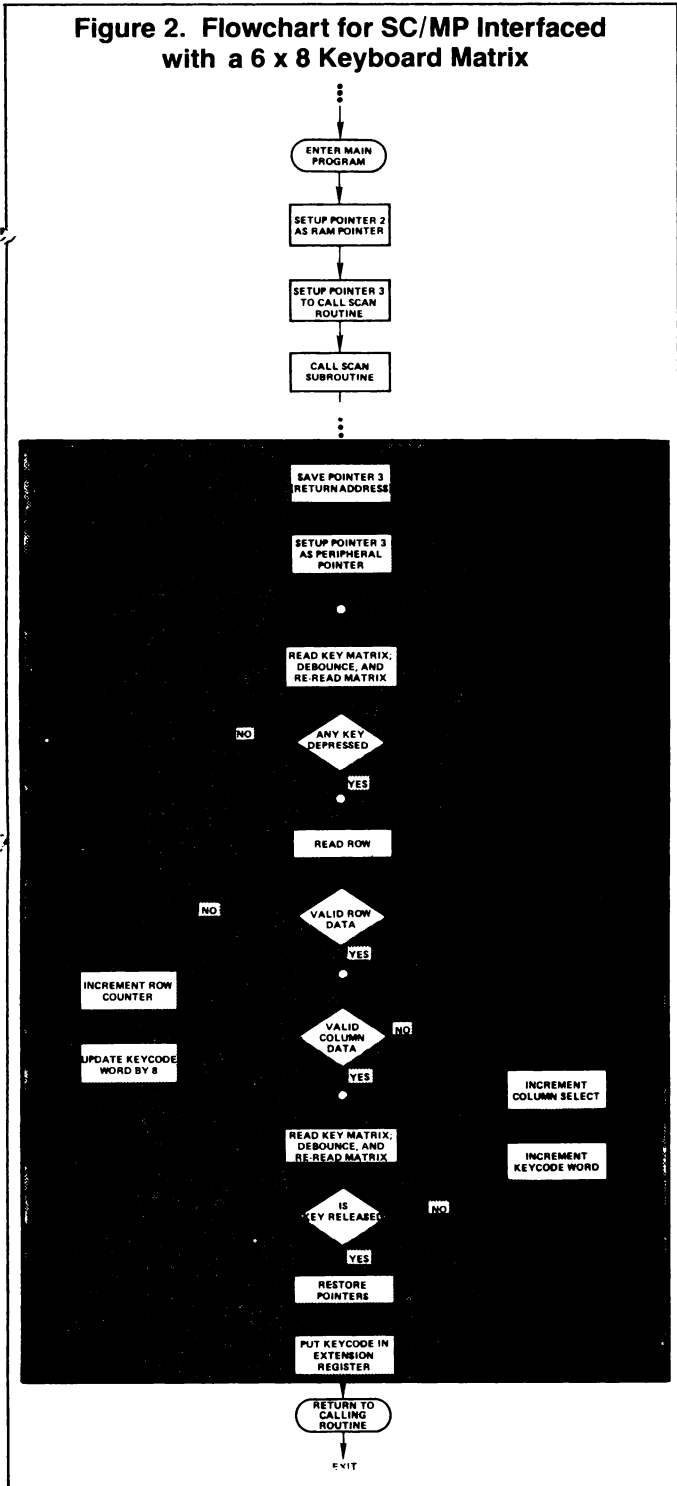 Figure 2. Flowchart for SC/MP Interfaced
with a 6 x 8 Keyboard Matrix
ENTER MAIN
PROGRAM
SETUP POINTER 2
AS RAM POINTER
SETUP POINTER 3
TO CALL SCAN
ROUTINE
CALL SCAN
SUBROUTINE
SAVE POINTER 3
(RETURN ADDRESS)
SETUP POINTER 3
AS PERIPHERAL
POINTER
READ KEY MATRIX;
DEBOUNCE, AND
RE-READ MATRIX
NO
ANY KEY
DEPRESSED
YES
READ ROW
NO
VALID ROW
DATA
YES
INCREMENT ROW
COUNTER
VALID
COLUMN
DATA
NO
UPDATE KEYCODE
WORD BY 8
YES
INCREMENT
COLUMN SELECT
READ KEY MATRIX;
DEBOUNCE, AND
RE-READ MATRIX
INCREMENT
KEYCODE WORD
IS
KEY RELEASED
NO
YES
RESTORE
POINTERS
PUT KEYCODE IN
EXTENSION
REGISTER
RETURN TO
CALLING
ROUTINE
EXIT